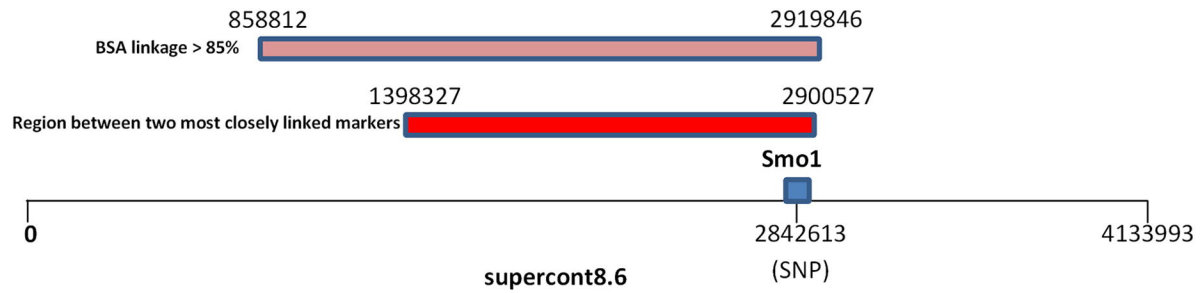 858812 2919846
BSA linkage > 85%
1398327 2900527
Region between two most closely linked markers
Smo1
0 2842613 4133993
(SNP)
supercont8.6